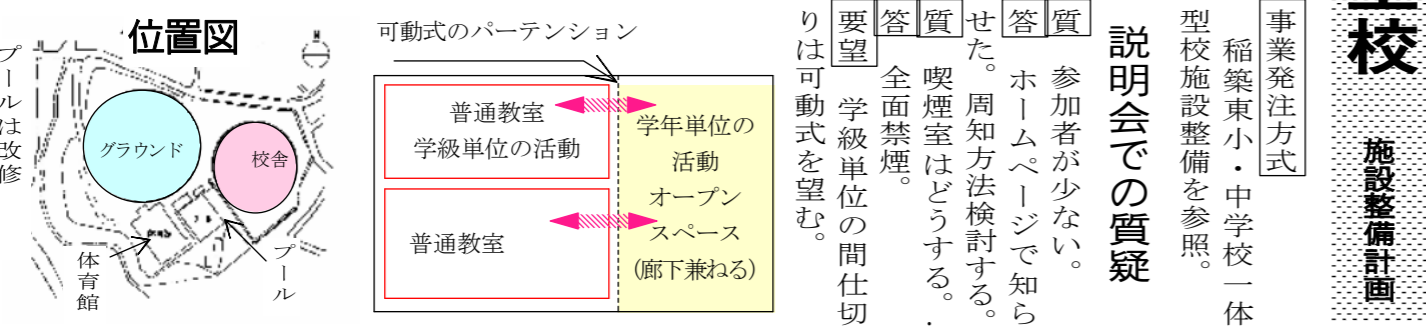 校
施設整備計画
事業発注方式
稲築東小・中学校一体
型校施設整備を参照。
説明会での質疑
質　参加者が少ない。
答　ホームページで知ら
せた。周知方法検討する。
質　喫煙室はどうする。.
答　全面禁煙。
要望　学級単位の間仕切
りは可動式を望む。
可動式のパーテンション
普通教室
学級単位の活動
普通教室
学年単位の
活動
オープン
スペース
(廊下兼ねる)
位置図
グラウンド
校舎
プール
体育館
プールは改修